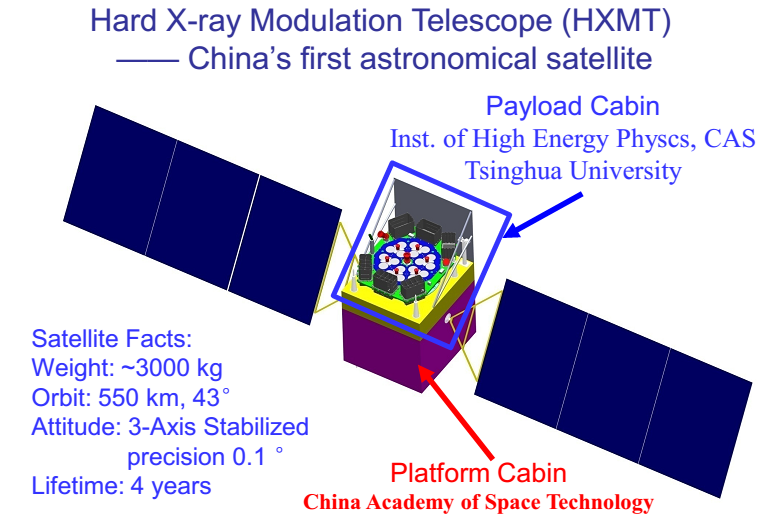 Hard X-ray Modulation Telescope (HXMT)
—— China's first astronomical satellite
Payload Cabin
Inst. of High Energy Physcs, CAS
Tsinghua University
Satellite Facts:
Weight: ~3000 kg
Orbit: 550 km, 43°
Attitude: 3-Axis Stabilized
precision 0.1 °
Lifetime: 4 years
Platform Cabin
China Academy of Space Technology